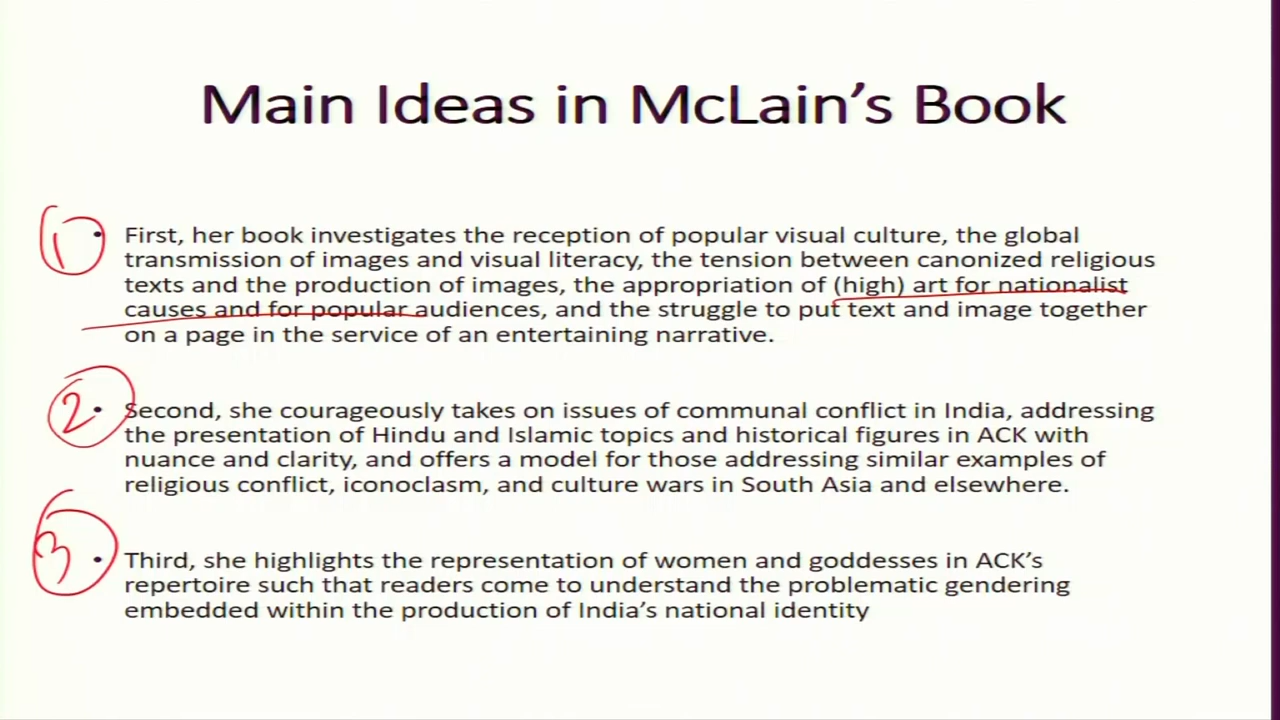 Main Ideas in McLain's Book
1
• First, her book investigates the reception of popular visual culture, the global
transmission of images and visual literacy, the tension between canonized religious
texts and the production of images, the appropriation of (high) art for nationalist
causes and for popular audiences, and the struggle to put text and image together
on a page in the service of an entertaining narrative.
2
• Second, she courageously takes on issues of communal conflict in India, addressing
the presentation of Hindu and Islamic topics and historical figures in ACK with
nuance and clarity, and offers a model for those addressing similar examples of
religious conflict, iconoclasm, and culture wars in South Asia and elsewhere.
3
• Third, she highlights the representation of women and goddesses in ACK's
repertoire such that readers come to understand the problematic gendering
embedded within the production of India's national identity